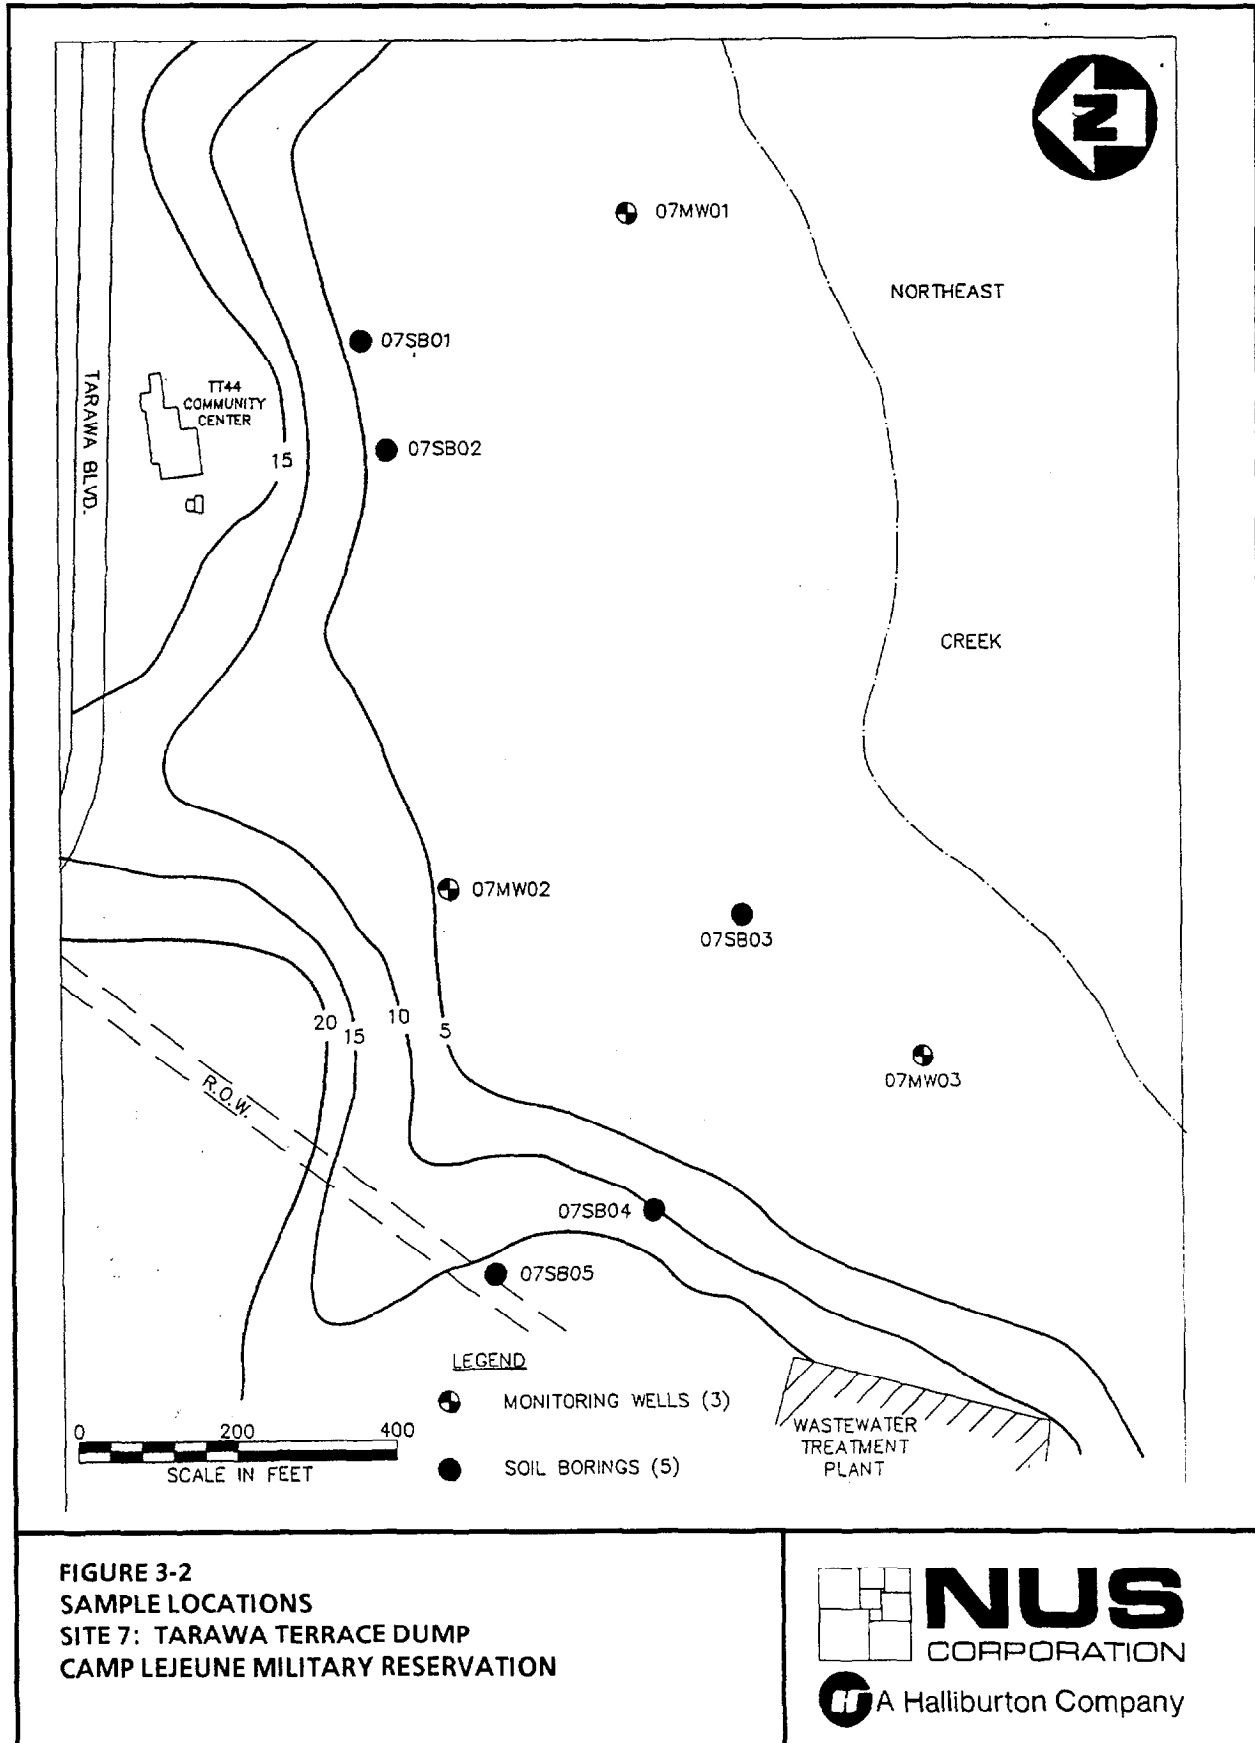 N
07MW01
NORTHEAST
07SB01
TARAWA BLVD.
TT44
COMMUNITY
CENTER
07SB02
15
CREEK
07MW02
07SB03
20
15
10
5
07MW03
R.O.W.
07SB04
07SB05
LEGEND
MONITORING WELLS (3)
SOIL BORINGS (5)
0 200 400
SCALE IN FEET
WASTEWATER
TREATMENT
PLANT
FIGURE 3-2
SAMPLE LOCATIONS
SITE 7: TARAWA TERRACE DUMP
CAMP LEJEUNE MILITARY RESERVATION
NUS
CORPORATION
A Halliburton Company